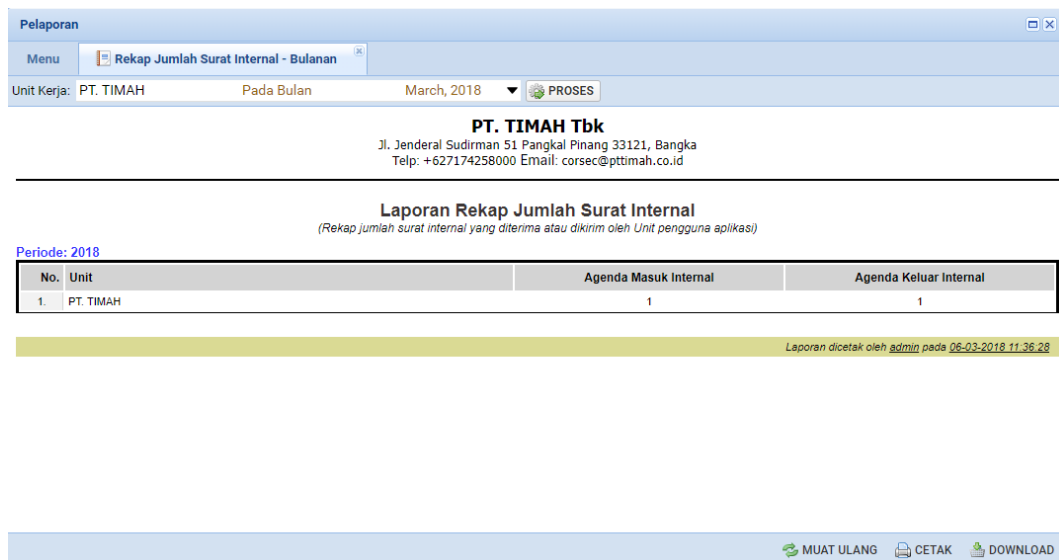 Pelaporan
Menu Rekap Jumlah Surat Internal - Bulanan
Unit Kerja: PT. TIMAH Pada Bulan March, 2018 PROSES
PT. TIMAH Tbk
Jl. Jenderal Sudirman 51 Pangkal Pinang 33121, Bangka
Telp: +627174258000 Email: corsec@pttimah.co.id
Laporan Rekap Jumlah Surat Internal
(Rekap jumlah surat internal yang diterima atau dikirim oleh Unit pengguna aplikasi)
Periode: 2018
No. Unit Agenda Masuk Internal Agenda Keluar Internal
1. PT. TIMAH 1 1
Laporan dicetak oleh admin pada 06-03-2018 11:36:28
MUAT ULANG CETAK DOWNLOAD